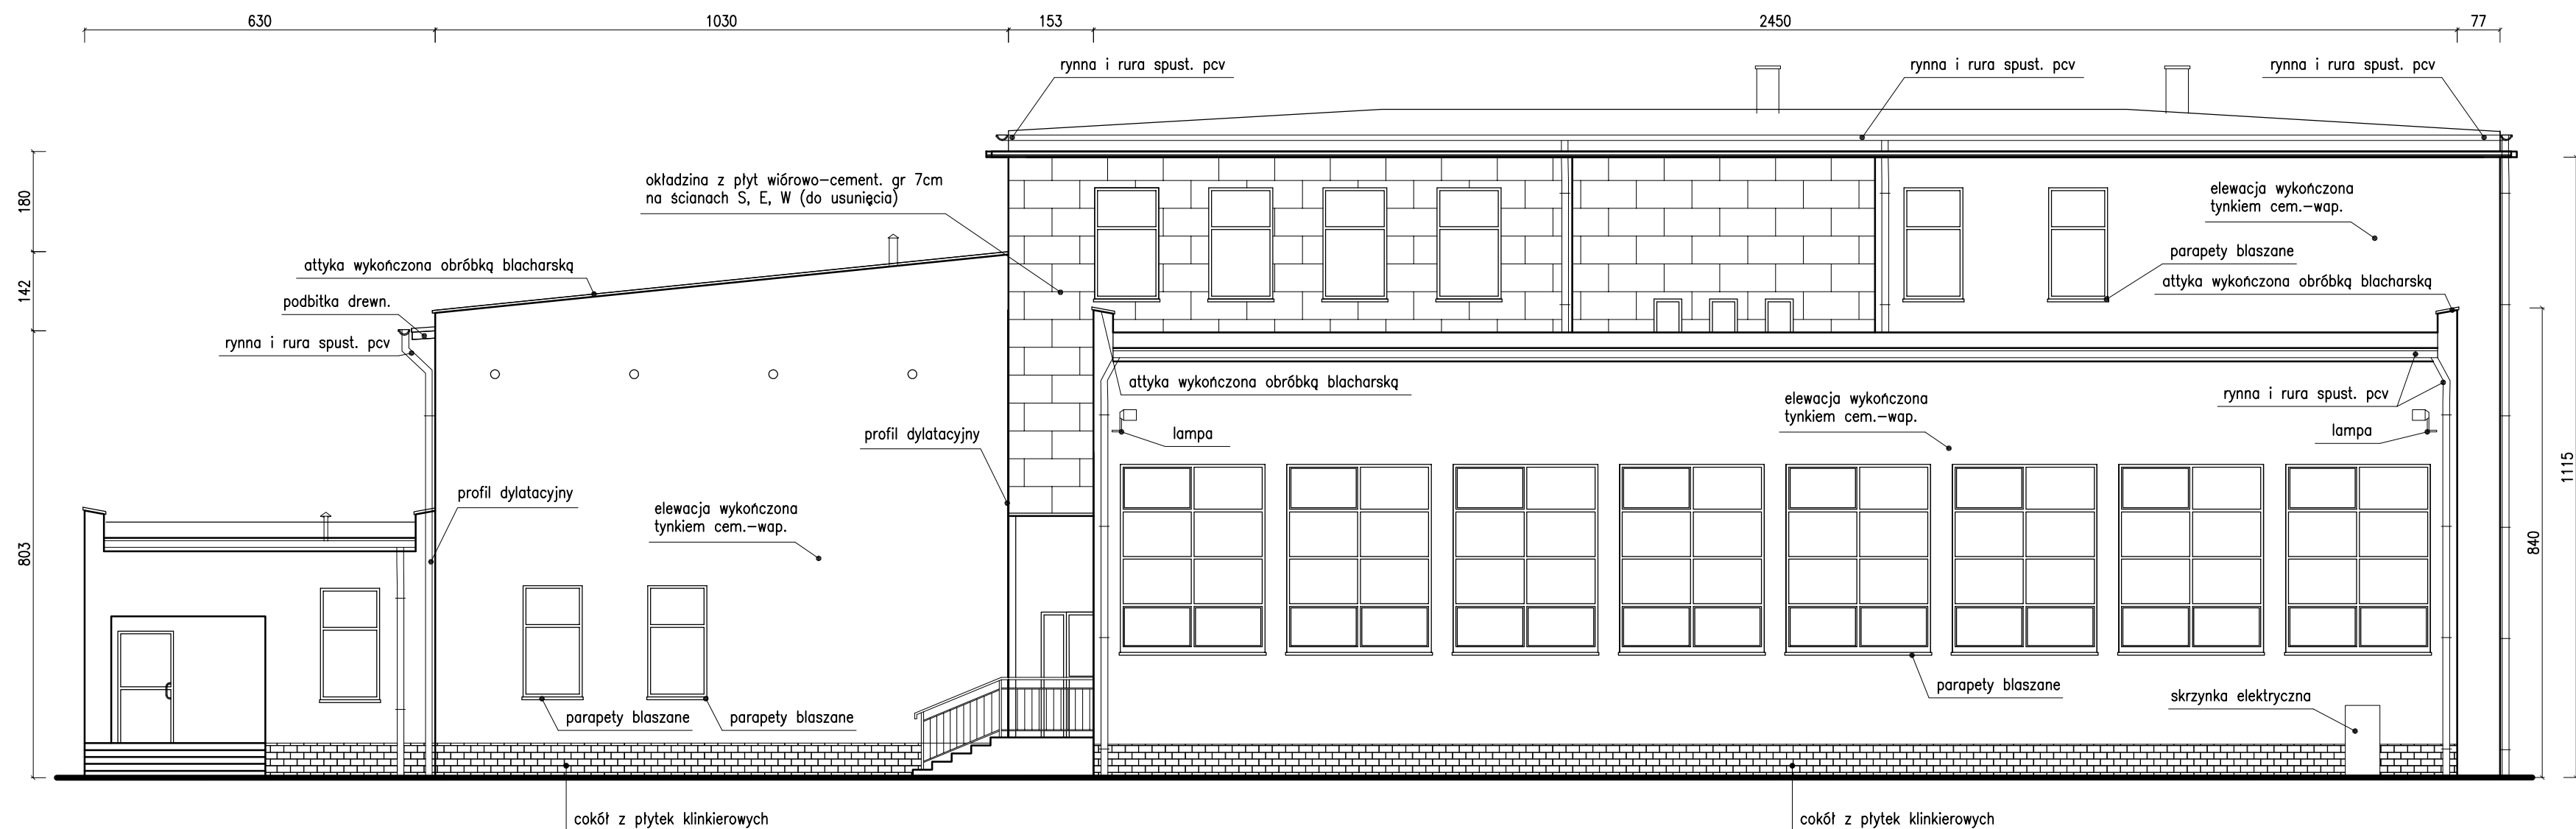 630
1030
153
2450
77
rynna i rura spust. pcv
rynna i rura spust. pcv
rynna i rura spust. pcv
okładzina z płyt wiórowo-cement. gr 7cm
na ścianach S, E, W (do usunięcia)
elewacja wykończona
tynkiem cem.-wap.
180
parapety blaszane
attyka wykończona obróbką blacharską
attyka wykończona obróbką blacharską
142
podbitka drewn.
rynna i rura spust. pcv
attyka wykończona obróbką blacharską
rynna i rura spust. pcv
elewacja wykończona
tynkiem cem.-wap.
profil dylatacyjny
lampa
lampa
1115
profil dylatacyjny
elewacja wykończona
tynkiem cem.-wap.
803
840
parapety blaszane
skrzynka elektryczna
parapety blaszane
parapety blaszane
cokół z płytek klinkierowych
cokół z płytek klinkierowych